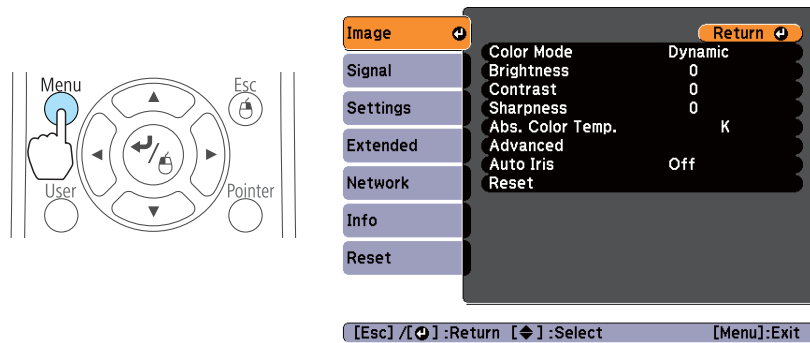 Menu
Esc
User
Pointer
Image
Signal
Settings
Extended
Network
Info
Reset
Return
Color Mode Dynamic
Brightness 0
Contrast 0
Sharpness 0
Abs. Color Temp. K
Advanced
Auto Iris Off
Reset
[Esc] /[ ] :Return [ ] :Select [Menu]:Exit